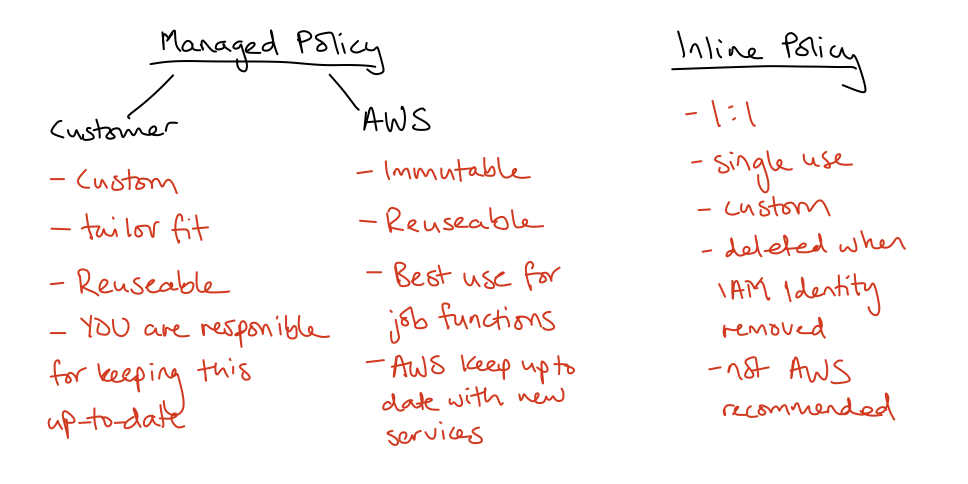 Managed Policy
Customer
- Custom
- tailor fit
- Reuseable
- YOU are responible
for keeping this
up-to-date
AWS
- Immutable
- Reuseable
- Best use for
job functions
- AWS keep up to
date with new
services
Inline Policy
- 1:1
- single use
- custom
- deleted when
IAM Identity
removed
- not AWS
recommended